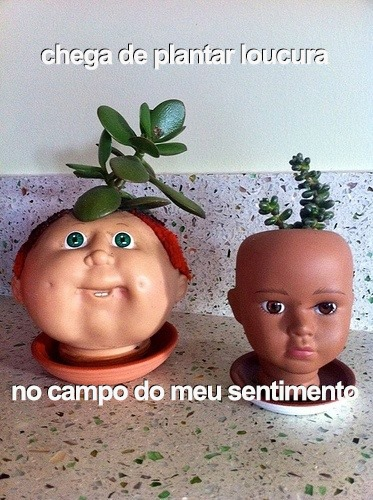 chega de plantar loucura
no campo do meu sentimento